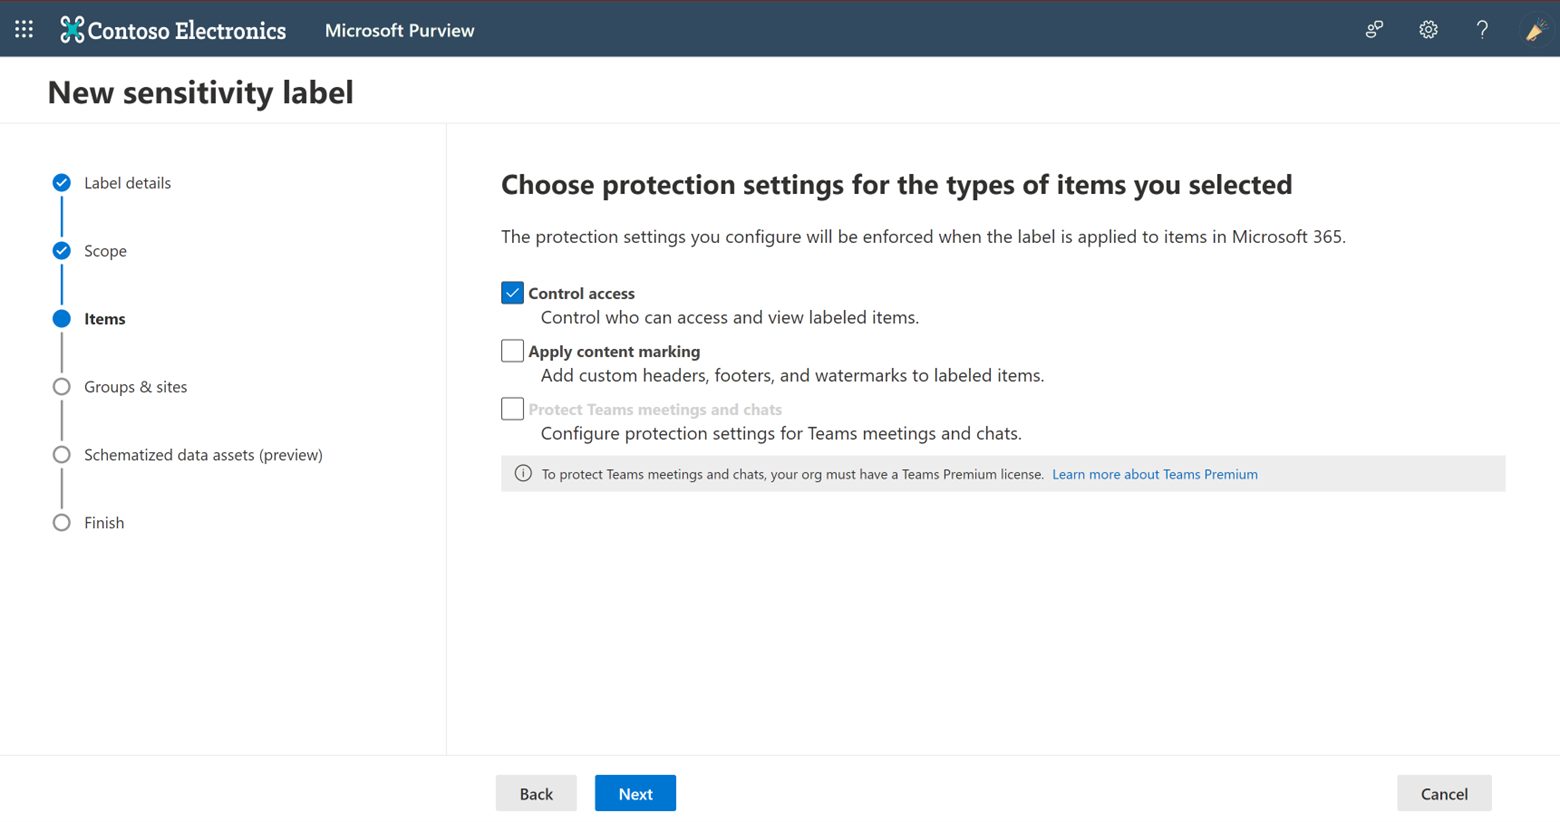 Contoso Electronics
Microsoft Purview
New sensitivity label
Label details
Scope
Items
Groups & sites
Schematized data assets (preview)
Finish
Choose protection settings for the types of items you selected
The protection settings you configure will be enforced when the label is applied to items in Microsoft 365.
Control access
Control who can access and view labeled items.
Apply content marking
Add custom headers, footers, and watermarks to labeled items.
Protect Teams meetings and chats
Configure protection settings for Teams meetings and chats.
To protect Teams meetings and chats, your org must have a Teams Premium license. Learn more about Teams Premium
Back
Next
Cancel